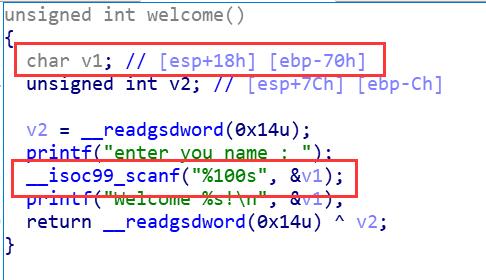 unsigned int welcome()
{
char v1; // [esp+18h] [ebp-70h]
unsigned int v2; // [esp+7Ch] [ebp-Ch]
v2 = __readgsdword(0x14u);
printf("enter you name : ");
__isoc99_scanf("%100s", &v1);
printf("Welcome %s!\n", &v1);
return __readgsdword(0x14u) ^ v2;
}